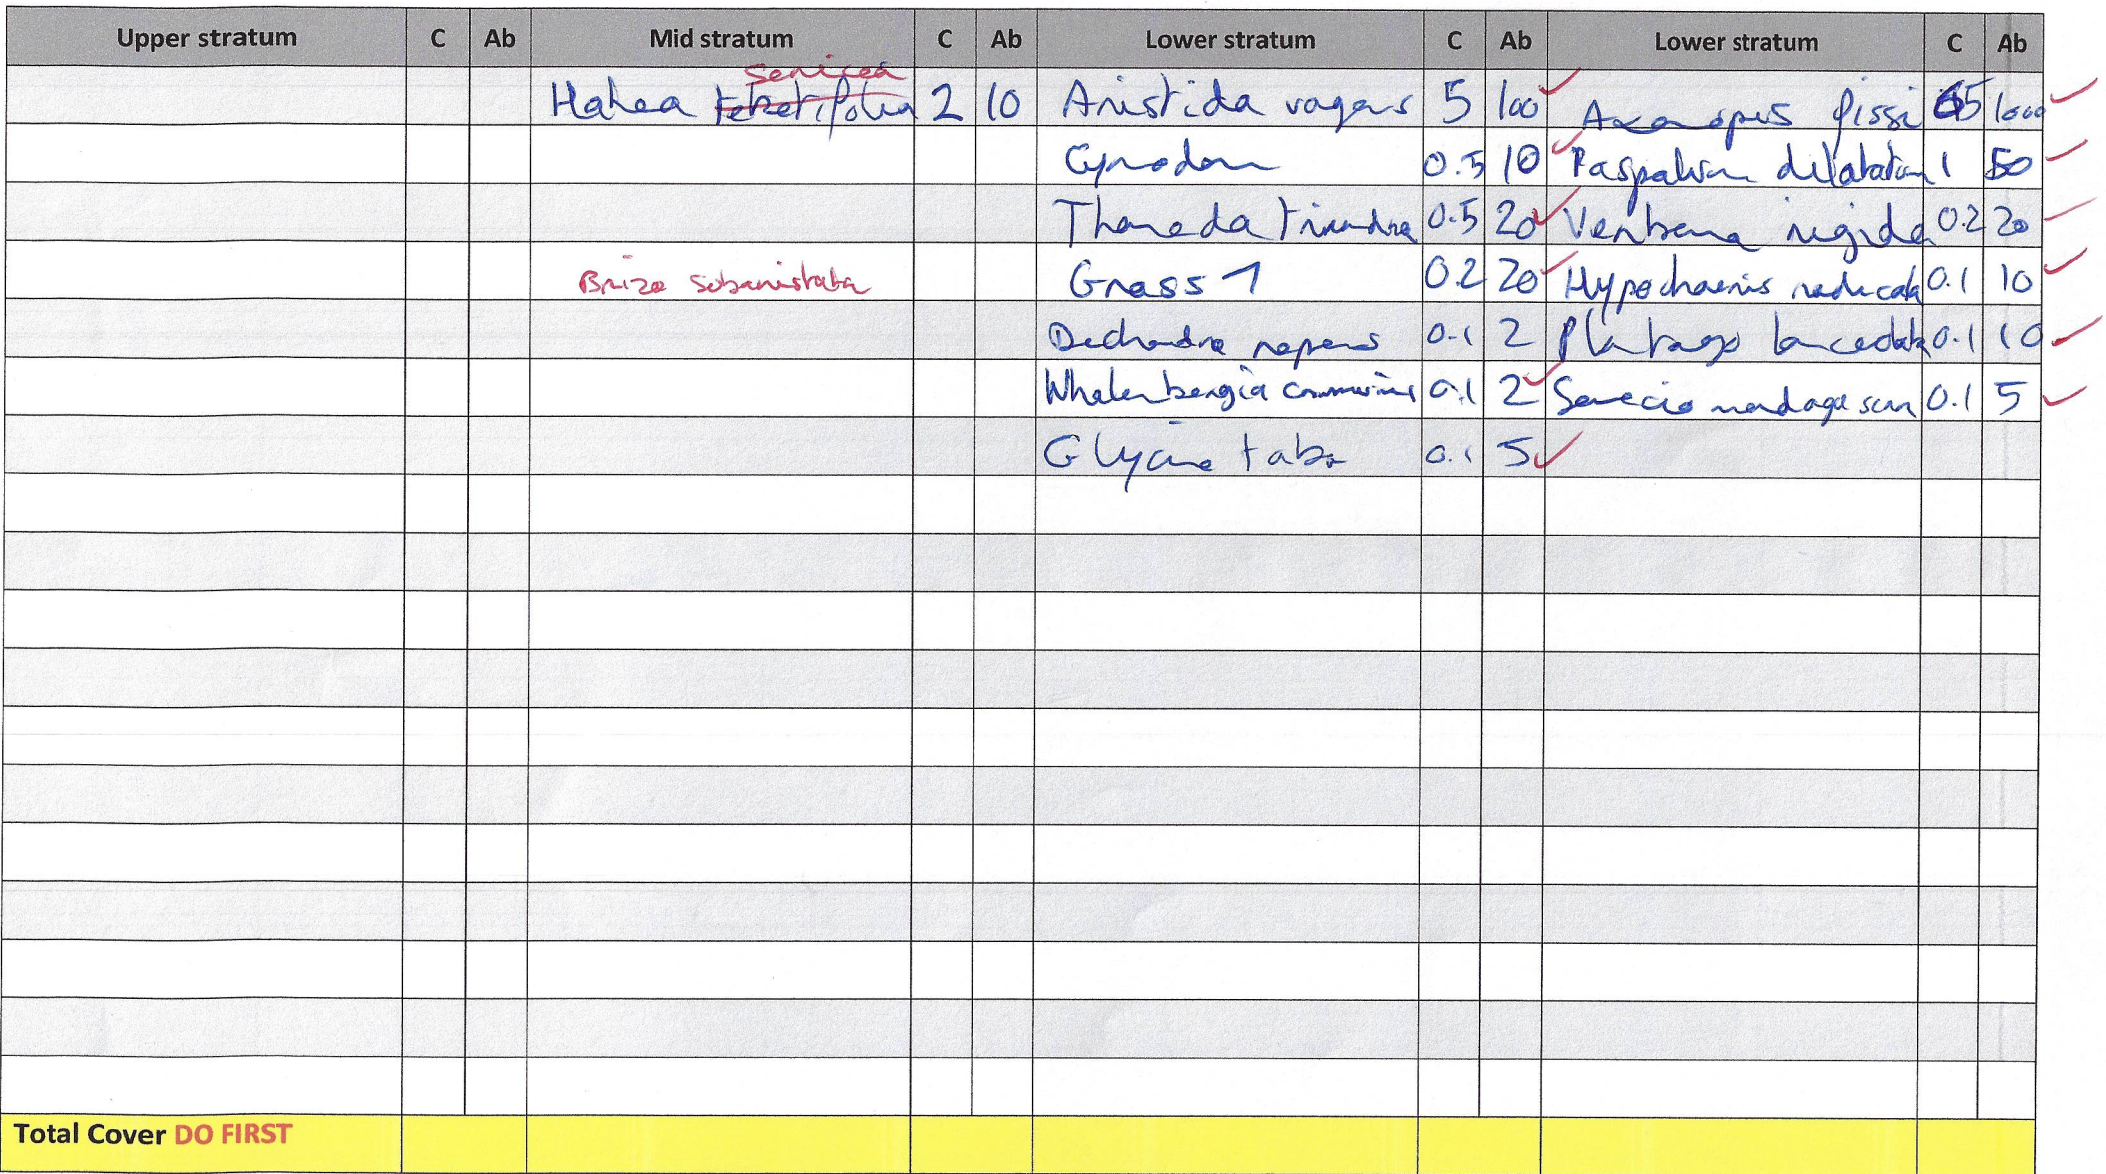 Upper stratum C Ab Mid stratum C Ab Lower stratum C Ab Lower stratum C Ab
sericea
Hakea 2 10 Aristida vagans 5 100 ✓ Axonopus fissi 65 1000 ✓
Cynodon 0.5 10 ✓ Paspalum dilatatum 1 50 ✓
Themeda triandra 0.5 20 ✓ Verbena rigida 0.2 20 ✓
Briza subaristata Grass 1 0.2 20 ✓ Hypochaeris radicata 0.1 10 ✓
Dichondra repens 0.1 2 Plantago lanceolata 0.1 10 ✓
Whalenbergia communis 0.1 2 ✓ Senecio madagascar 0.1 5 ✓
Glycine taba 0.1 5 ✓
Total Cover DO FIRST